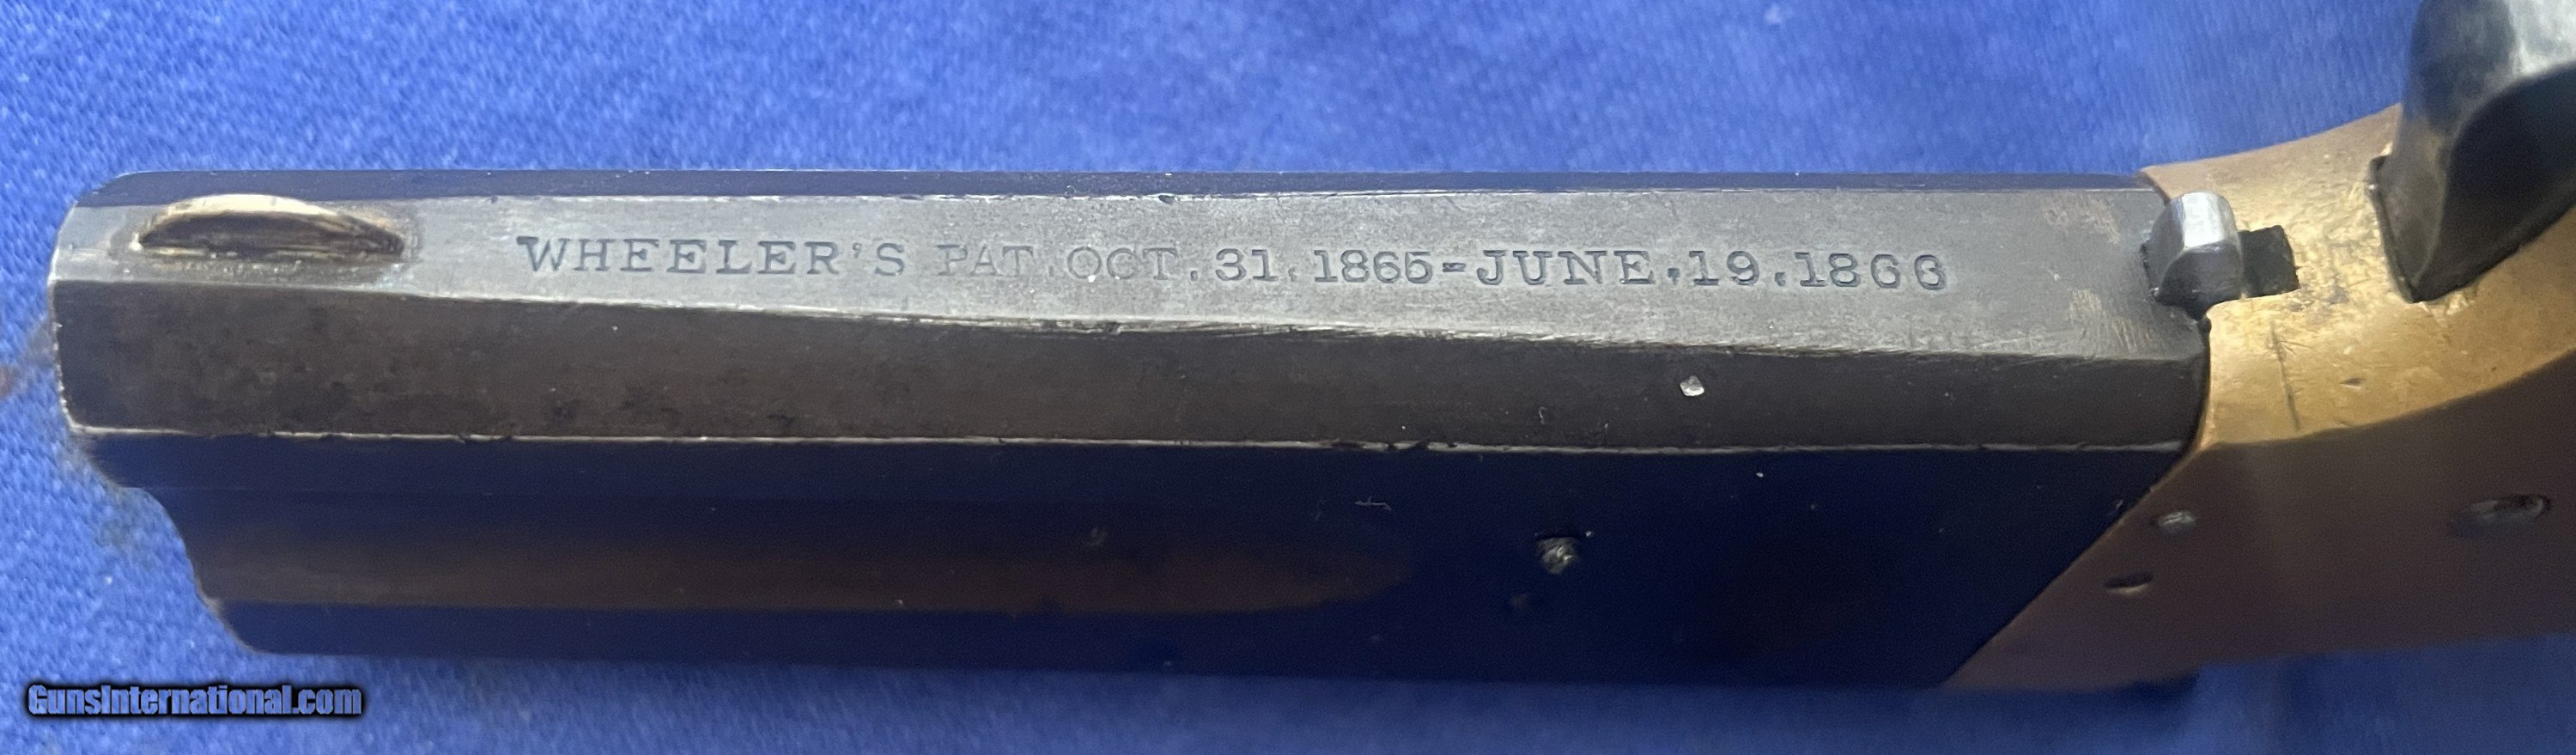 WHEELER'S PAT.OCT.31.1865-JUNE.19.1866
GunsInternational.com